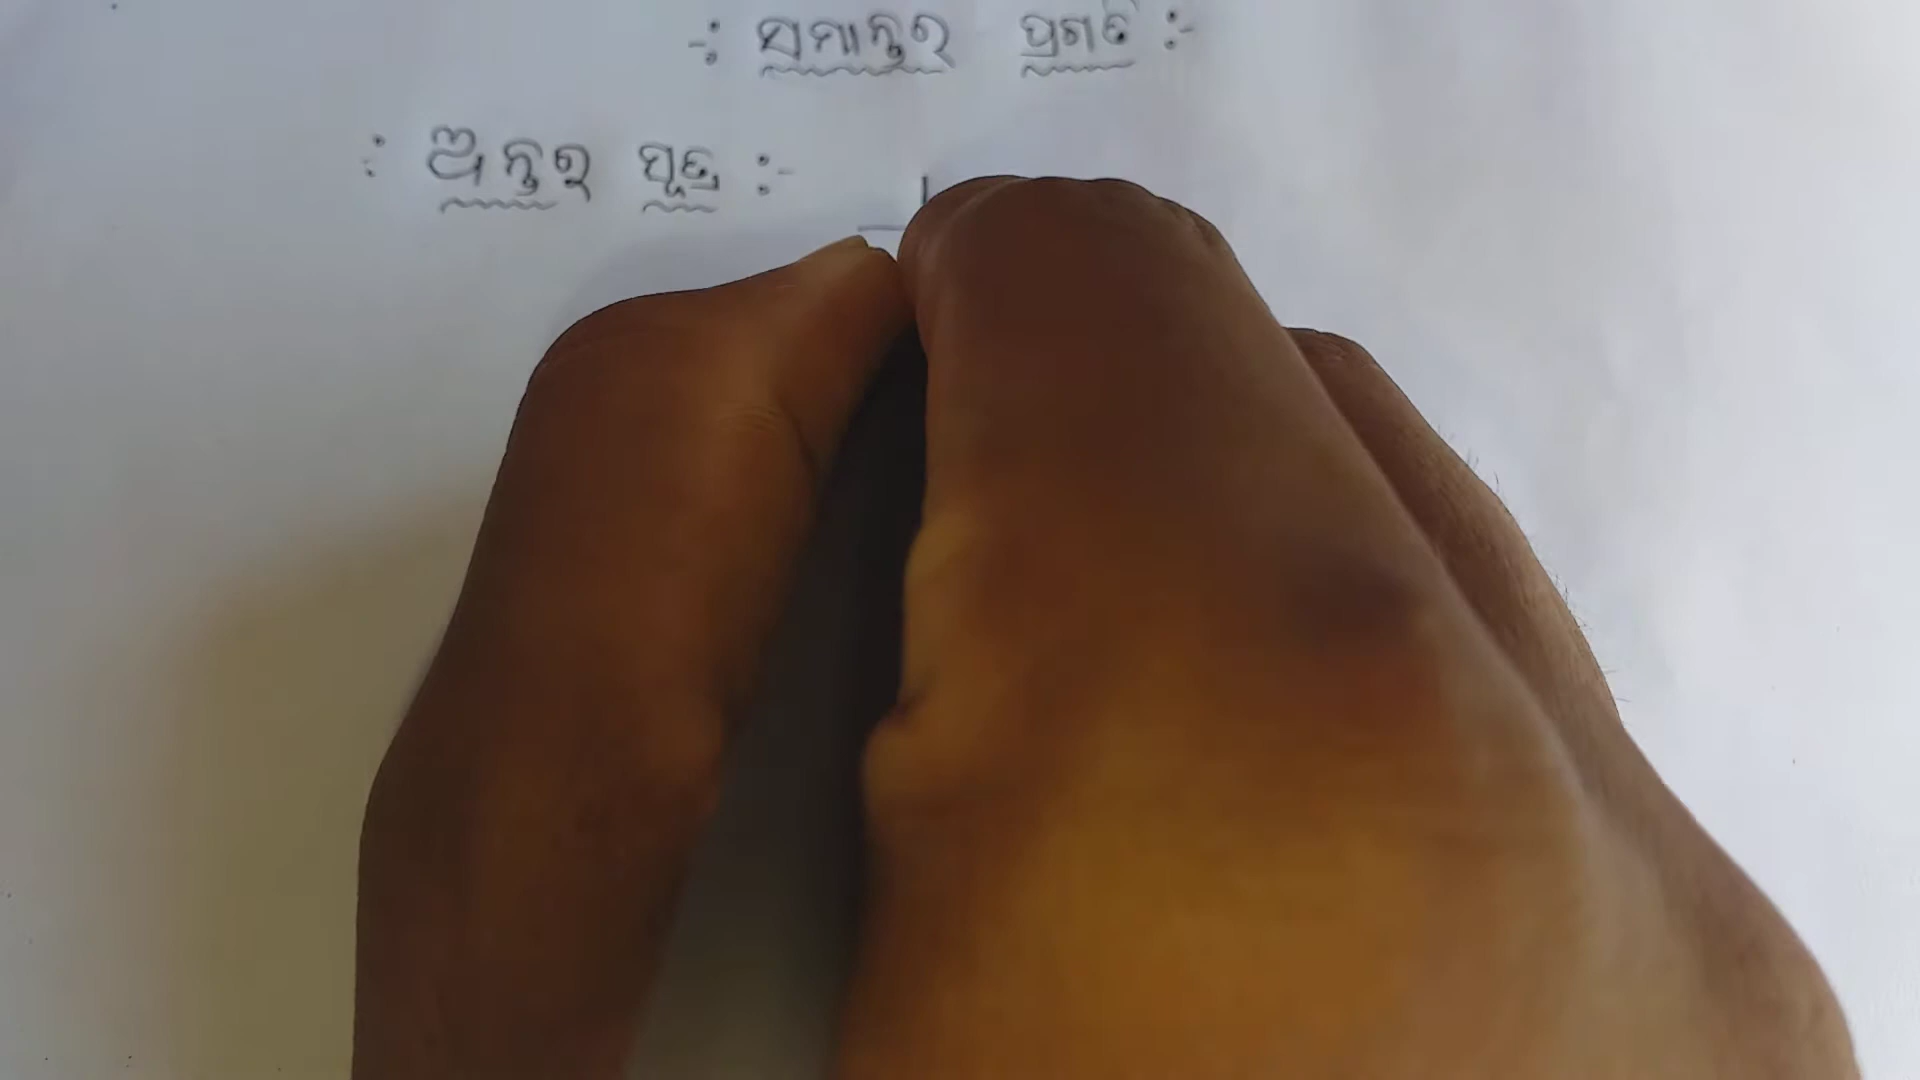 -: ସମାନ୍ତର ପ୍ରଗତି :-
: ଅନ୍ତର ସୂତ୍ର :-